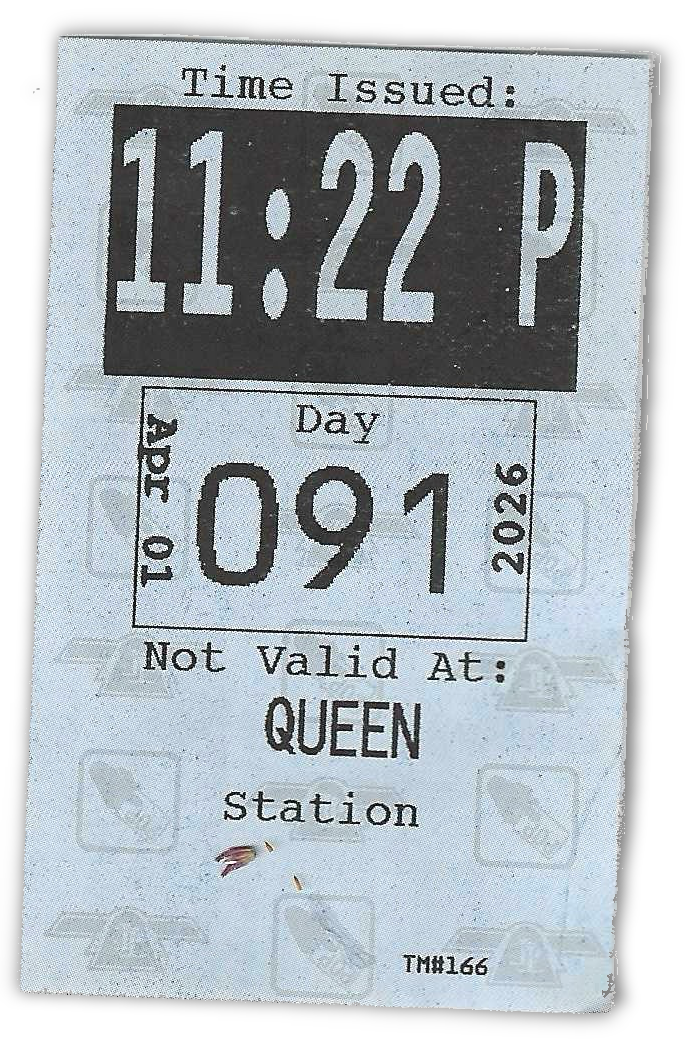 Time Issued:
11:22 P
Day
Apr 01
091
2026
Not Valid At:
QUEEN
Station
TM#166